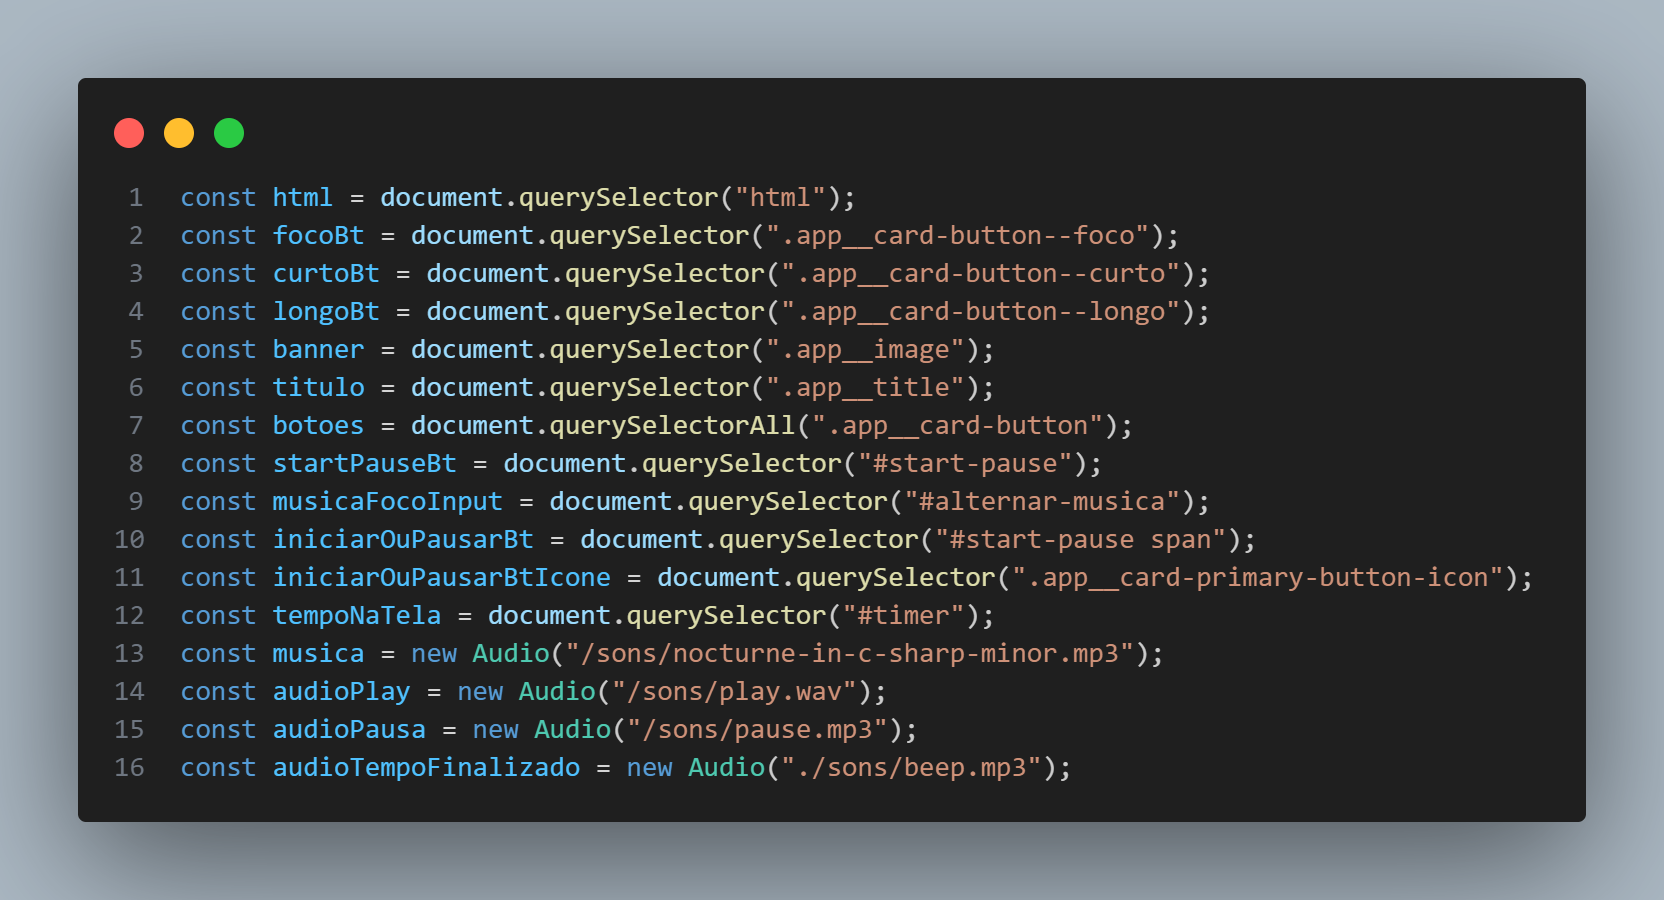 1 const html = document.querySelector("html");
2 const focoBt = document.querySelector(".app__card-button--foco");
3 const curtoBt = document.querySelector(".app__card-button--curto");
4 const longoBt = document.querySelector(".app__card-button--longo");
5 const banner = document.querySelector(".app__image");
6 const titulo = document.querySelector(".app__title");
7 const botoes = document.querySelectorAll(".app__card-button");
8 const startPauseBt = document.querySelector("#start-pause");
9 const musicaFocoInput = document.querySelector("#alternar-musica");
10 const iniciarOuPausarBt = document.querySelector("#start-pause span");
11 const iniciarOuPausarBtIcone = document.querySelector(".app__card-primary-button-icon");
12 const tempoNaTela = document.querySelector("#timer");
13 const musica = new Audio("/sons/nocturne-in-c-sharp-minor.mp3");
14 const audioPlay = new Audio("/sons/play.wav");
15 const audioPausa = new Audio("/sons/pause.mp3");
16 const audioTempoFinalizado = new Audio("./sons/beep.mp3");